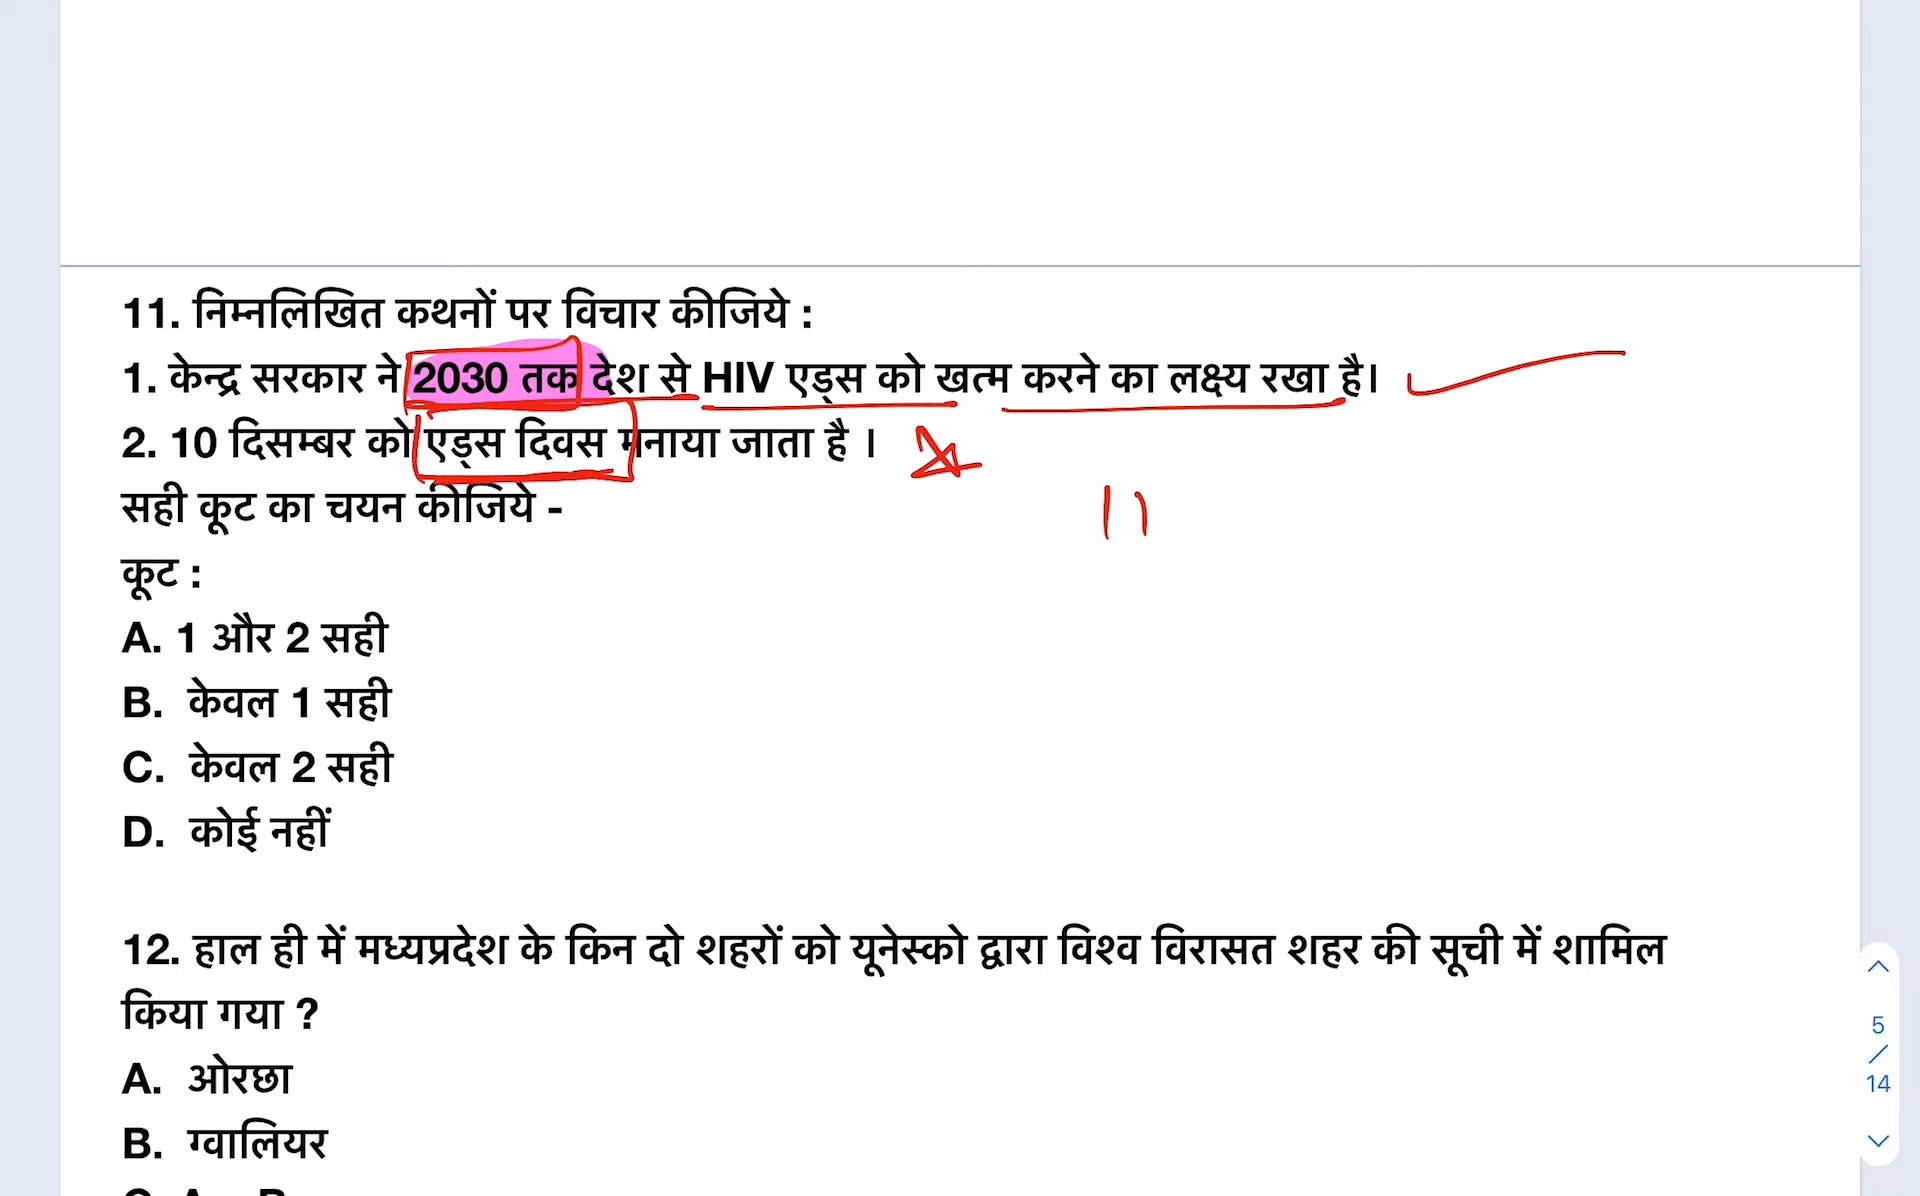 11. निम्नलिखित कथनों पर विचार कीजिये :
1. केन्द्र सरकार ने 2030 तक देश से HIV एड्स को खत्म करने का लक्ष्य रखा है।
2. 10 दिसम्बर को एड्स दिवस मनाया जाता है ।
सही कूट का चयन कीजिये -
कूट :
A. 1 और 2 सही
B. केवल 1 सही
C. केवल 2 सही
D. कोई नहीं
12. हाल ही में मध्यप्रदेश के किन दो शहरों को यूनेस्को द्वारा विश्व विरासत शहर की सूची में शामिल
किया गया ?
A. ओरछा
B. ग्वालियर
5
/
14